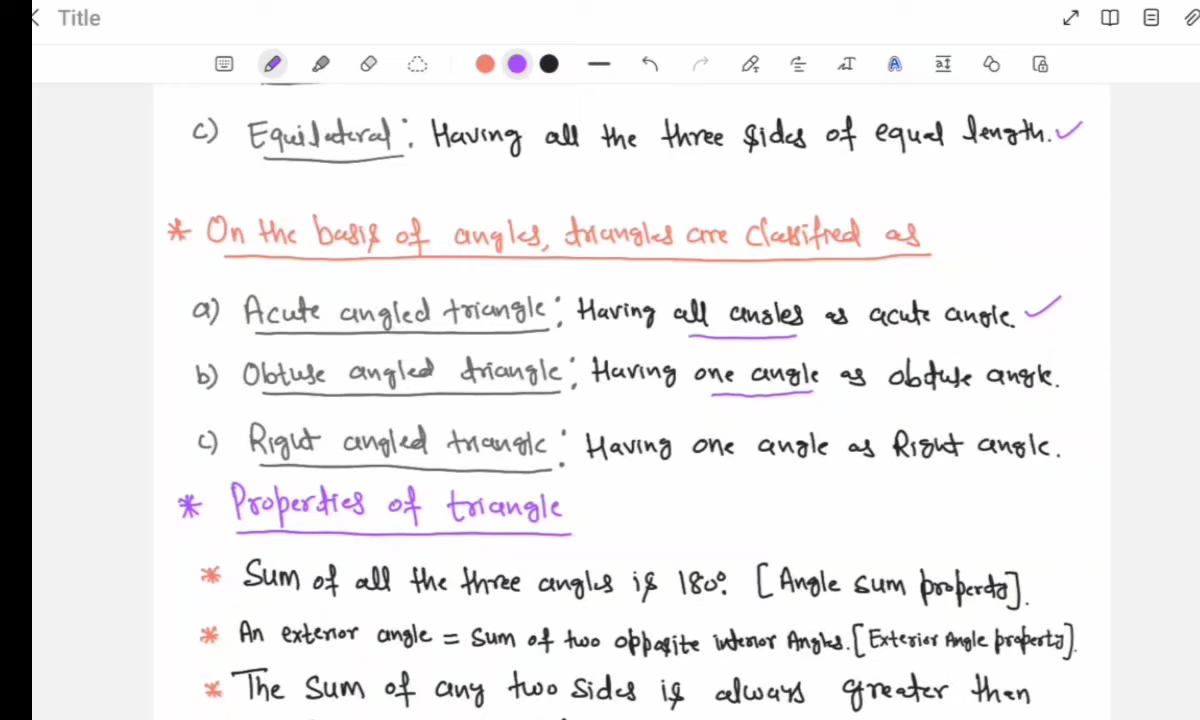 Title
c) Equilateral: Having all the three sides of equal length.
* On the basis of angles, triangles are classified as
a) Acute angled triangle: Having all angles as acute angle.
b) Obtuse angled triangle: Having one angle as obtuse angle.
c) Right angled triangle: Having one angle as Right angle.
* Properties of triangle
* Sum of all the three angles is 180°. [Angle sum property].
* An exterior angle = Sum of two opposite interior Angles. [Exterior Angle property].
* The Sum of any two sides is always greater then